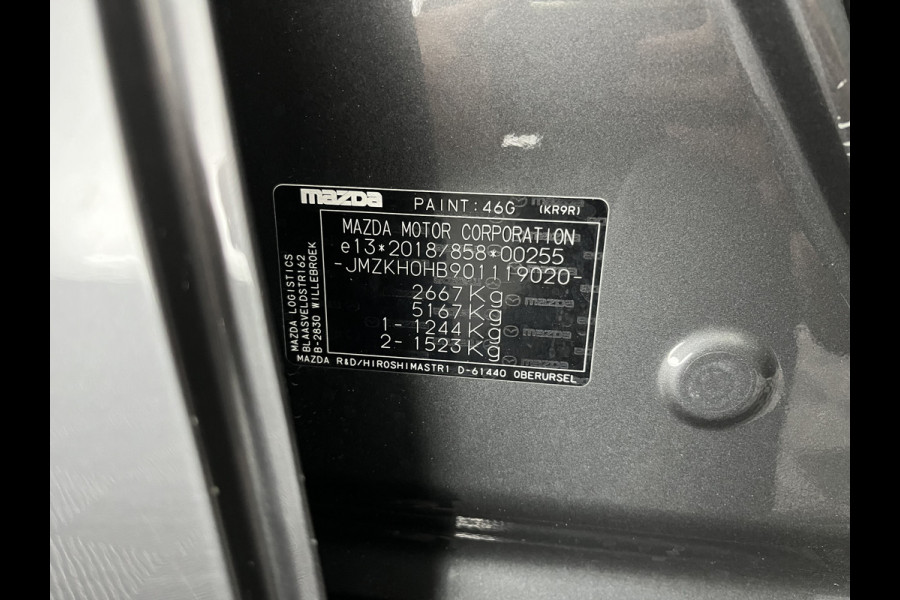 mazda PAINT:46G (KR9R)
MAZDA MOTOR CORPORATION
e13*2018/858*00255
-JMZKH0HB901119020-
2667Kg
5167Kg
1-1244Kg
2-1523Kg
MAZDA LOGISTICS
BLAASVELDSTR162
B-2830 WILLEBROEK
MAZDA R&D/HIROSHIMASTR1 D-61440 OBERURSEL
mazda
mazda
mazda